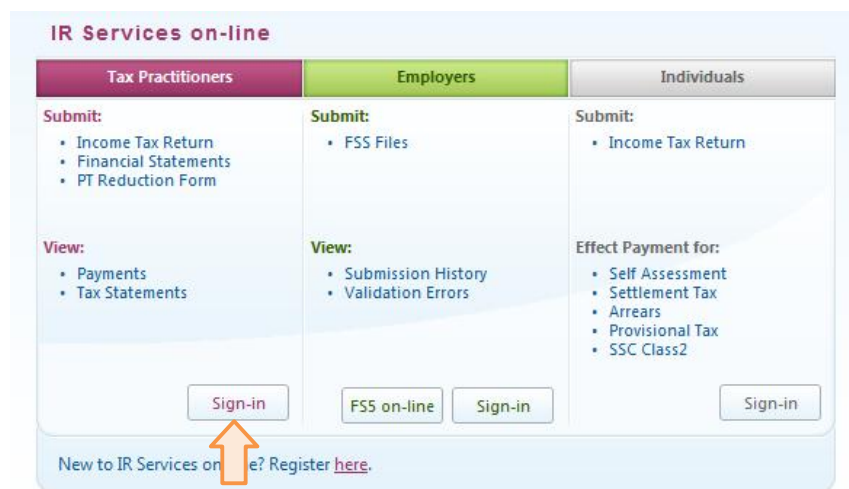 IR Services on-line
Tax Practitioners
Employers
Individuals
Submit:
• Income Tax Return
• Financial Statements
• PT Reduction Form
View:
• Payments
• Tax Statements
Sign-in
Submit:
• FSS Files
View:
• Submission History
• Validation Errors
FS5 on-line
Sign-in
Submit:
• Income Tax Return
Effect Payment for:
• Self Assessment
• Settlement Tax
• Arrears
• Provisional Tax
• SSC Class2
Sign-in
New to IR Services on e? Register here.